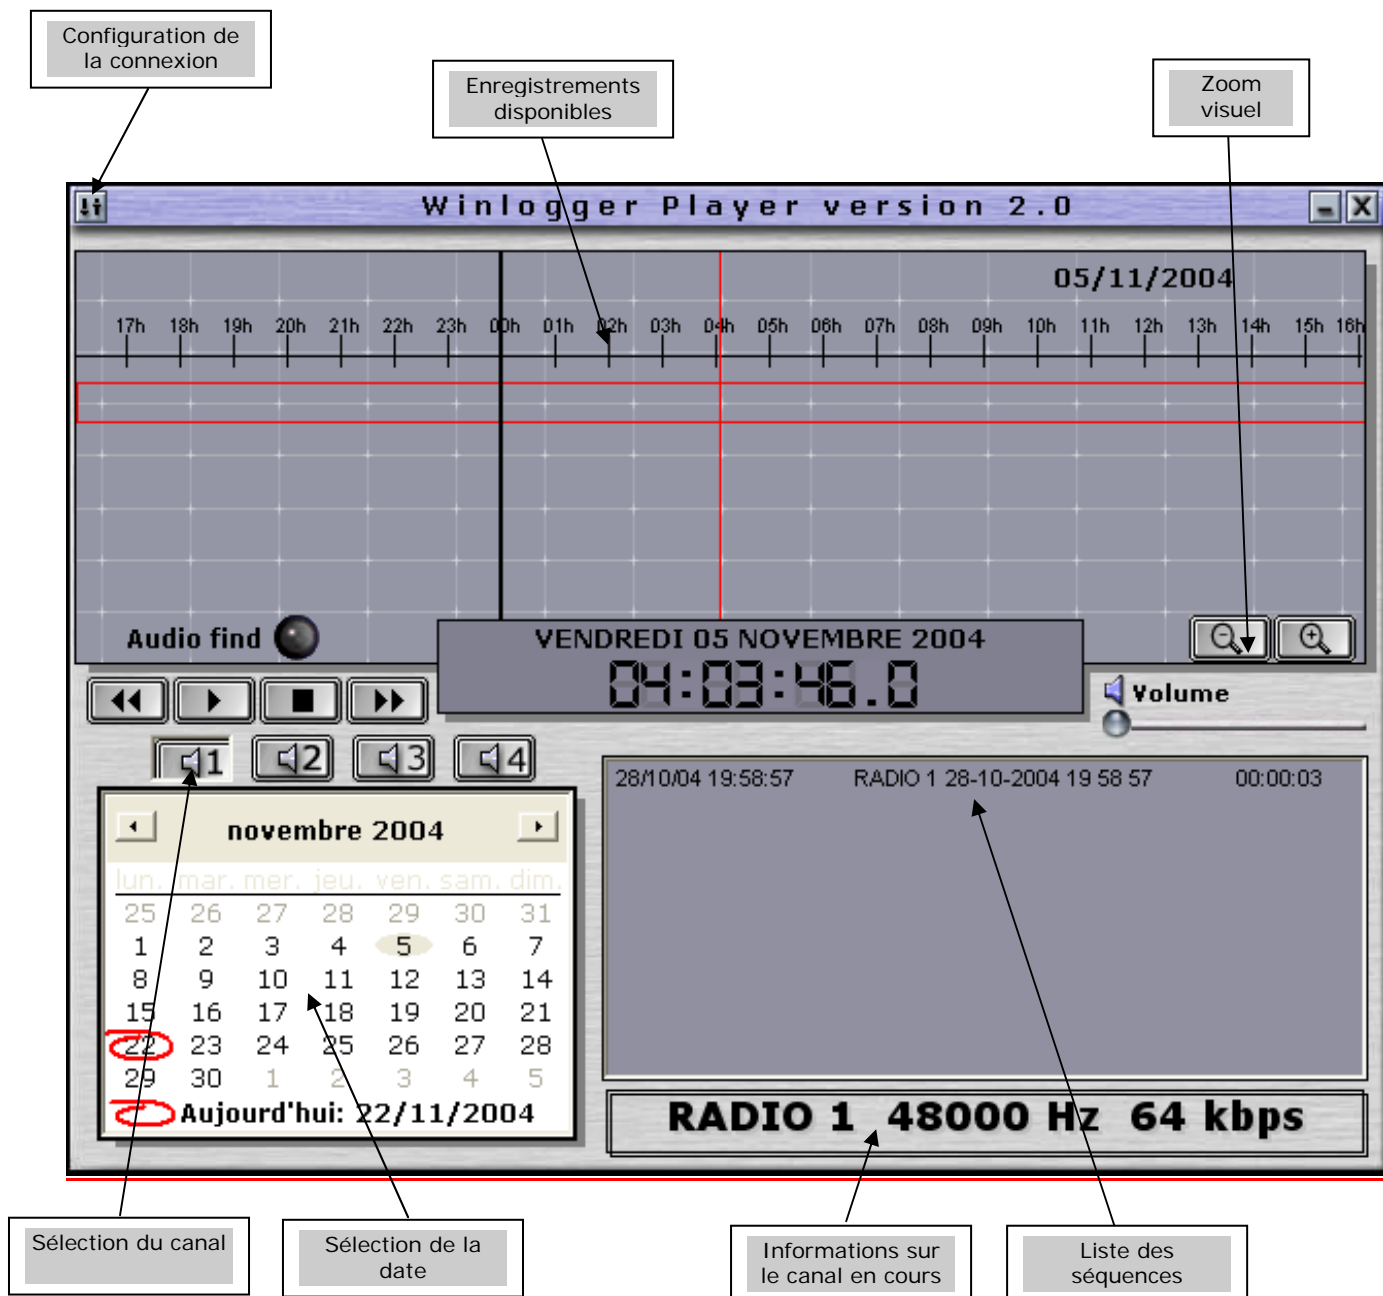 Configuration de
la connexion
Enregistrements
disponibles
Zoom
visuel
Winlogger Player version 2.0
05/11/2004
17h 18h 19h 20h 21h 22h 23h 00h 01h 02h 03h 04h 05h 06h 07h 08h 09h 10h 11h 12h 13h 14h 15h 16h
Audio find
VENDREDI 05 NOVEMBRE 2004
04:03:46.0
Volume
1 2 3 4
28/10/04 19:58:57 RADIO 1 28-10-2004 19 58 57 00:00:03
novembre 2004
lun. mar. mer. jeu. ven. sam. dim.
25 26 27 28 29 30 31
1 2 3 4 5 6 7
8 9 10 11 12 13 14
15 16 17 18 19 20 21
22 23 24 25 26 27 28
29 30 1 2 3 4 5
Aujourd'hui: 22/11/2004
RADIO 1 48000 Hz 64 kbps
Sélection du canal
Sélection de la
date
Informations sur
le canal en cours
Liste des
séquences